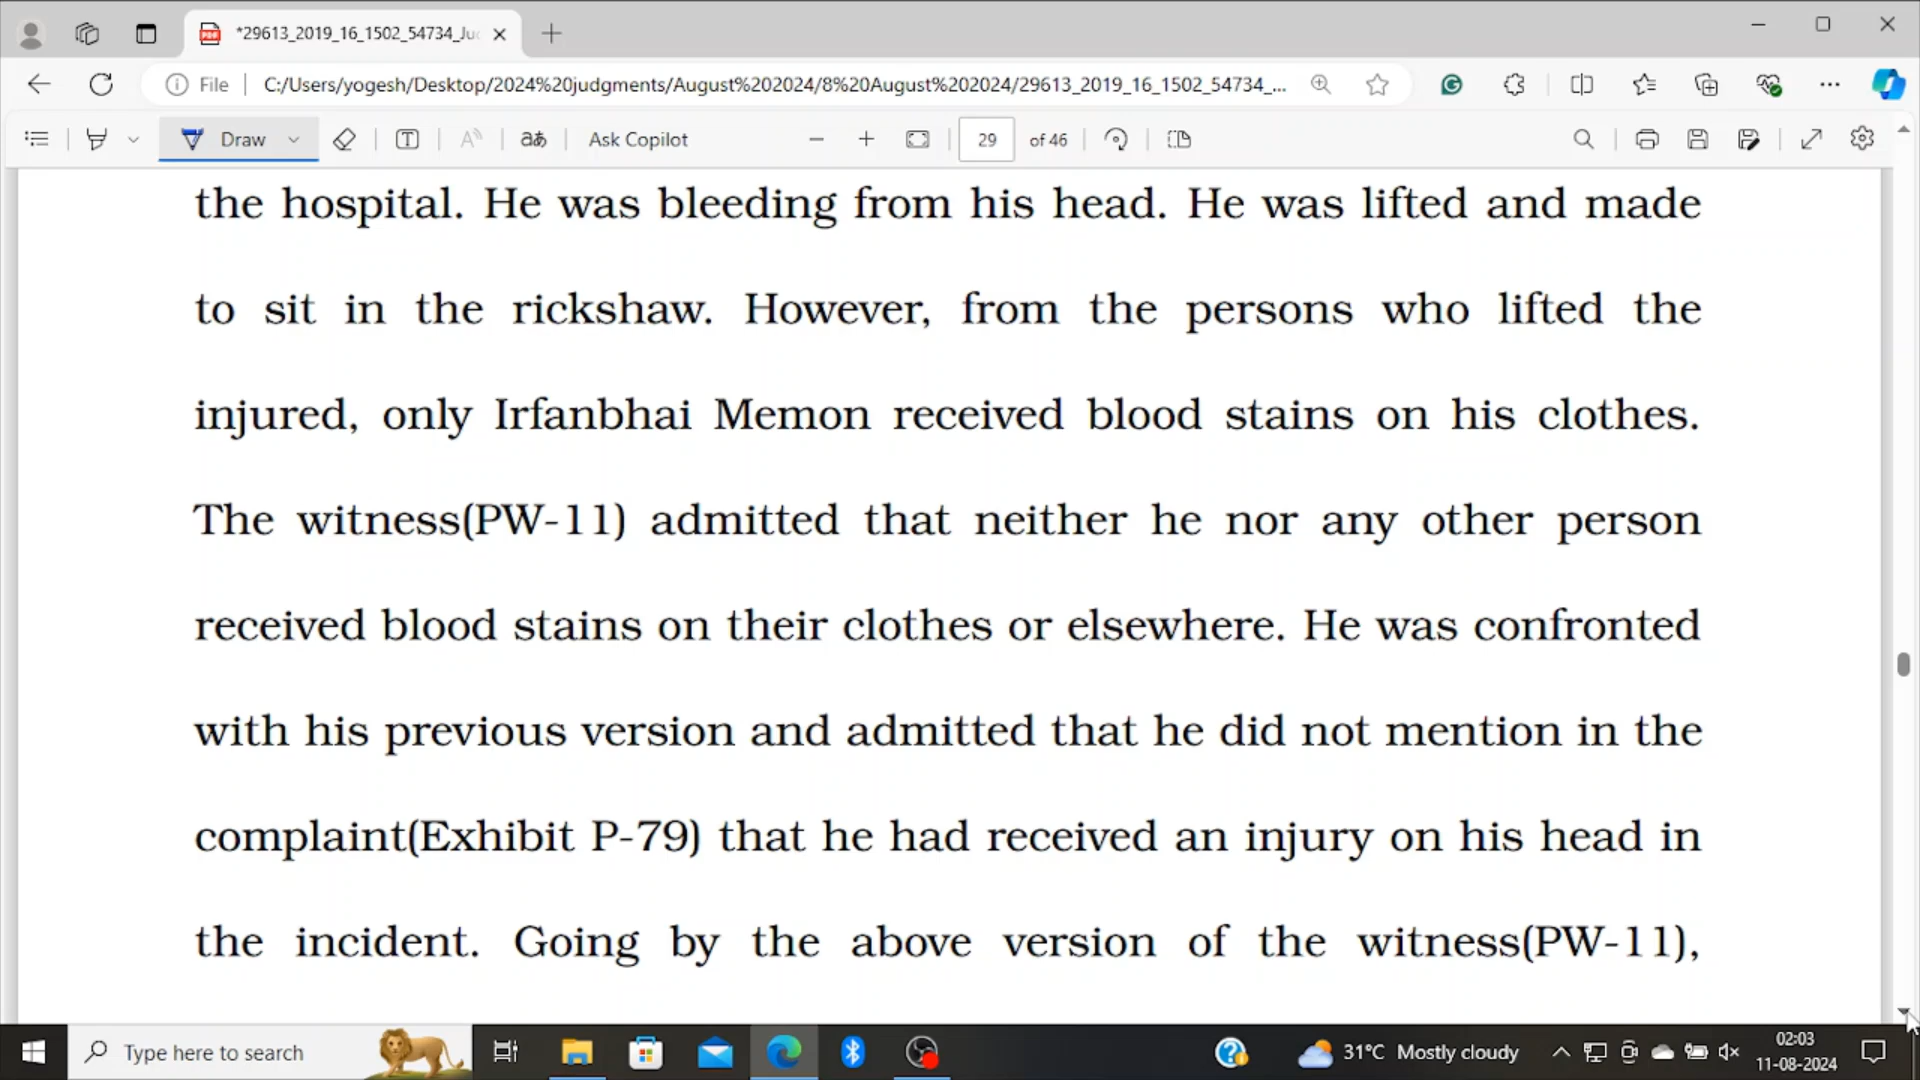 *29613_2019_16_1502_54734_Ju
File
C:/Users/yogesh/Desktop/2024%20judgments/August%202024/8%20August%202024/29613_2019_16_1502_54734_...
Draw
Ask Copilot
29
of 46
the hospital. He was bleeding from his head. He was lifted and made
to sit in the rickshaw. However, from the persons who lifted the
injured, only Irfanbhai Memon received blood stains on his clothes.
The witness(PW-11) admitted that neither he nor any other person
received blood stains on their clothes or elsewhere. He was confronted
with his previous version and admitted that he did not mention in the
complaint(Exhibit P-79) that he had received an injury on his head in
the incident. Going by the above version of the witness(PW-11),
Type here to search
31°C Mostly cloudy
02:03
11-08-2024